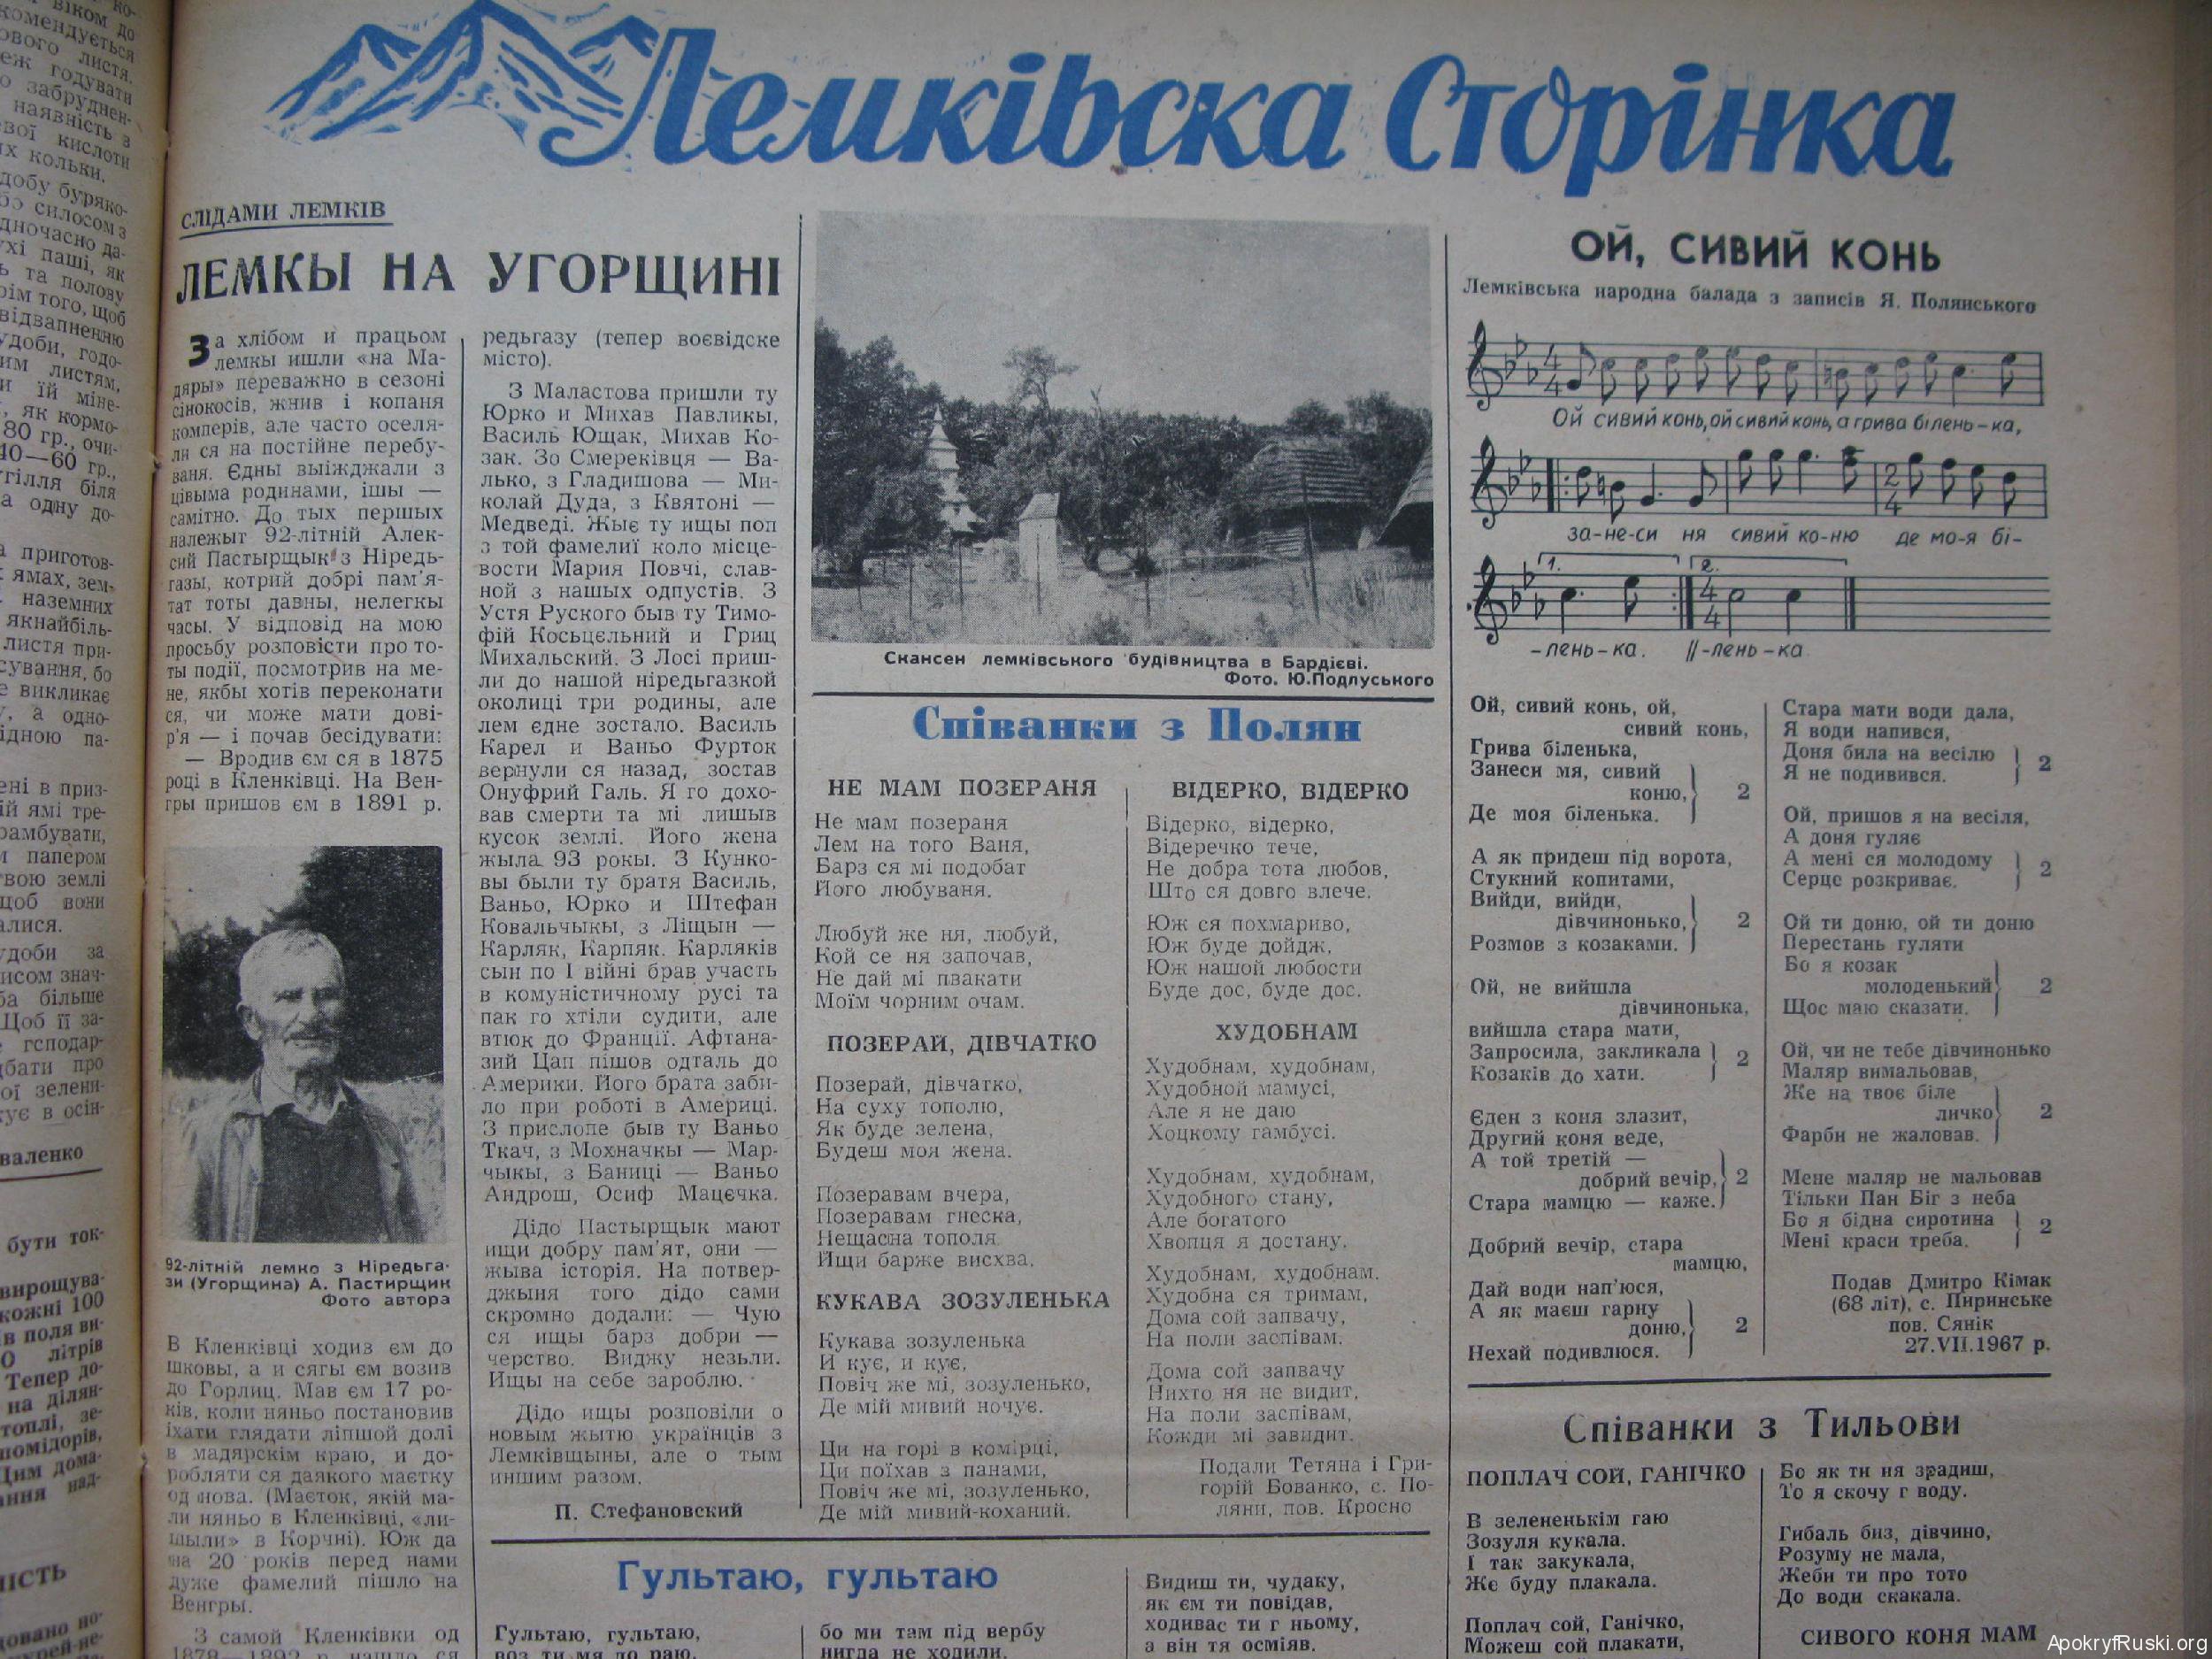 Лемківска Сторінка
СЛІДАМИ ЛЕМКІВ
ЛЕМКЫ НА УГОРЩИНІ
За хлібом и працьом
лемкы ишли «на Ма-
дяры» переважно в сезоні
сінокосів, жнив і копаня
комперів, але часто оселя-
ли ся на постійне перебу-
ваня. Єдны выїжджали з
цівыма родинами, ішы —
самітно. До тых першых
належыт 92-літній Алек-
сий Пастырщык з Ніредь-
газы, котрий добрі пам'я-
тат тоты давны, нелегкы
часы. У відповід на мою
просьбу розповісти про то-
ты події, посмотрив на ме-
не, якбы хотів переконати
ся, чи може мати дові-
р'я — і почав бесідувати:
— Вродив єм ся в 1875
році в Кленківці. На Вен-
гры пришов єм в 1891 р.
92-літній лемко з Ніредьга-
зи (Угорщина) А. Пастирщик
Фото автора
В Кленківці ходив єм до
шковы, а и сягы єм возив
до Горлиц. Мав єм 17 ро-
ків, коли няньо постановив
їхати глядати ліпшой долі
в мадярскім краю, и до-
робляти ся даякого маєтку
од нова. (Маєток, якій ма-
ли няньо в Кленківці, «ли-
шыли» в Корчні). Юж да
на 20 років перед нами
дуже фамелий пішло на
Венгры.
З самой Кленківки од
1878—1892 р. нашло ся
редьгазу (тепер воєвідске
місто).
З Маластова пришли ту
Юрко и Михав Павликы,
Василь Ющак, Михав Ко-
зак. Зо Смереківця — Ва-
лько, з Гладишова — Ми-
колай Дуда, з Квятоні —
Медведі. Жыє ту ищы поп
з той фамелиї коло місце-
вости Мария Повчі, слав-
ной з нашых одпустів. З
Устя Руского быв ту Тимо-
фій Косьцельний и Гриц
Михальский. З Лосі приш-
ли до нашой ніредьгазкой
околиці три родины, але
лем єдне зостало. Василь
Карел и Ваньо Фурток
вернули ся назад, зостав
Онуфрий Галь. Я го дохо-
вав смерти та мі лишыв
кусок землі. Його жена
жыла 93 рокы. З Кунко-
вы были ту братя Василь,
Ваньо, Юрко и Штефан
Ковальчыкы, з Ліщын —
Карляк, Карпяк. Карляків
сын по I війні брав участь
в комуністичному русі та
пак го хтіли судити, але
втюк до Франції. Афтана-
зий Цап пішов одталь до
Америки. Його брата заби-
ло при роботі в Америці.
З прислопе быв ту Ваньо
Ткач, з Мохначкы — Мар-
чыкы, з Баниці — Ваньо
Андрош, Осиф Мацєчка.
Дідо Пастырщык мают
ищи добру пам'ят, они —
жыва історія. На потвер-
джыня того дідо сами
скромно додали: — Чую
ся ищы барз добри —
черство. Виджу незьли.
Ищы на себе зароблю.
Дідо ищы розповіли о
новым жытю українців з
Лемківщыны, але о тым
иншим разом.
П. Стефановский
Скансен лемківського будівництва в Бардієві.
Фото. Ю.Подлуського
Співанки з Полян
НЕ МАМ ПОЗЕРАНЯ
Не мам позераня
Лем на того Ваня,
Барз ся мі подобат
Його любуваня.
Любуй же ня, любуй,
Кой се ня започав,
Не дай мі пвакати
Моїм чорним очам.
ПОЗЕРАЙ, ДІВЧАТКО
Позерай, дівчатко,
На суху тополю,
Як буде зелена,
Будеш моя жена.
Позеравам вчера,
Позеравам гнеска,
Нещасна тополя
Ищи барже висхва.
КУКАВА ЗОЗУЛЕНЬКА
Кукава зозуленька
И кує, и кує,
Повіч же мі, зозуленько,
Де мій мивий ночує.
Ци на горі в комірці,
Ци поїхав з панами,
Повіч же мі, зозуленько,
Де мій мивий-коханий.
ВІДЕРКО, ВІДЕРКО
Відерко, відерко,
Відеречко тече,
Не добра тота любов,
Што ся довго влече.
Юж ся похмариво,
Юж буде дойдж,
Юж нашой любости
Буде дос, буде дос.
ХУДОБНАМ
Худобнам, худобнам,
Худобной мамусі,
Але я не даю
Хоцкому гамбусі.
Худобнам, худобнам,
Худобного стану,
Але богатого
Хвопця я достану.
Худобнам, худобнам.
Худобна ся тримам,
Дома сой запвачу,
На поли заспівам.
Дома сой запвачу
Нихто ня не видит,
На поли заспівам,
Кожди мі завидит.
Подали Тетяна і Гри-
горій Бованко, с. По-
ляни, пов. Кросно
ОЙ, СИВИЙ КОНЬ
Лемківська народна балада з записів Я. Полянського
Ой сивий конь, ой сивий конь, а грива білень-ка,
за-не-си ня сивий ко-ню де мо-я бі-
1. 2.
-лень-ка. //-лень-ка
Ой, сивий конь, ой,
сивий конь,
Грива біленька,
Занеси мя, сивий
коню, 2
Де моя біленька.
А як придеш під ворота,
Стукний копитами,
Вийди, вийди,
дівчинонько, 2
Розмов з козаками.
Ой, не вийшла
дівчинонька,
вийшла стара мати,
Запросила, закликала 2
Козаків до хати.
Єден з коня злазит,
Другий коня веде,
А той третій —
добрий вечір, 2
Стара мамцю — каже.
Добрий вечір, стара
мамцю,
Дай води нап'юся,
А як маєш гарну
доню, 2
Нехай подивлюся.
Стара мати води дала,
Я води напився,
Доня била на весілю 2
Я не подивився.
Ой, пришов я на весіля,
А доня гуляє
А мені ся молодому 2
Серце розкриває.
Ой ти доню, ой ти доню
Перестань гуляти
Бо я козак
молоденький 2
Щос маю сказати.
Ой, чи не тебе дівчинонько
Маляр вимальовав,
Же на твоє біле
личко 2
Фарби не жаловав.
Мене маляр не мальовав
Тільки Пан Біг з неба
Бо я бідна сиротина 2
Мені краси треба.
Подав Дмитро Кімак
(68 літ), с. Пиринське
пов. Сянік
27.VII.1967 р.
Співанки з Тильови
ПОПЛАЧ СОЙ, ГАНІЧКО
В зелененькім гаю
Зозуля кукала.
І так закукала,
Же буду плакала.
Поплач сой, Ганічко,
Можеш сой плакати,
Бо як ти ня зрадиш,
То я скочу г воду.
Гибаль биз, дівчино,
Розуму не мала,
Жеби ти про тото
До води скакала.
СИВОГО КОНЯ МАМ
Гультаю, гультаю
Гультаю, гультаю,
воз ти мя до раю,
бо ми там під вербу
нигда не ходили.
Видиш ти, чудаку,
як єм ти повідав,
ходивас ти г ньому,
а він тя осміяв.
ApokryfRuski.org